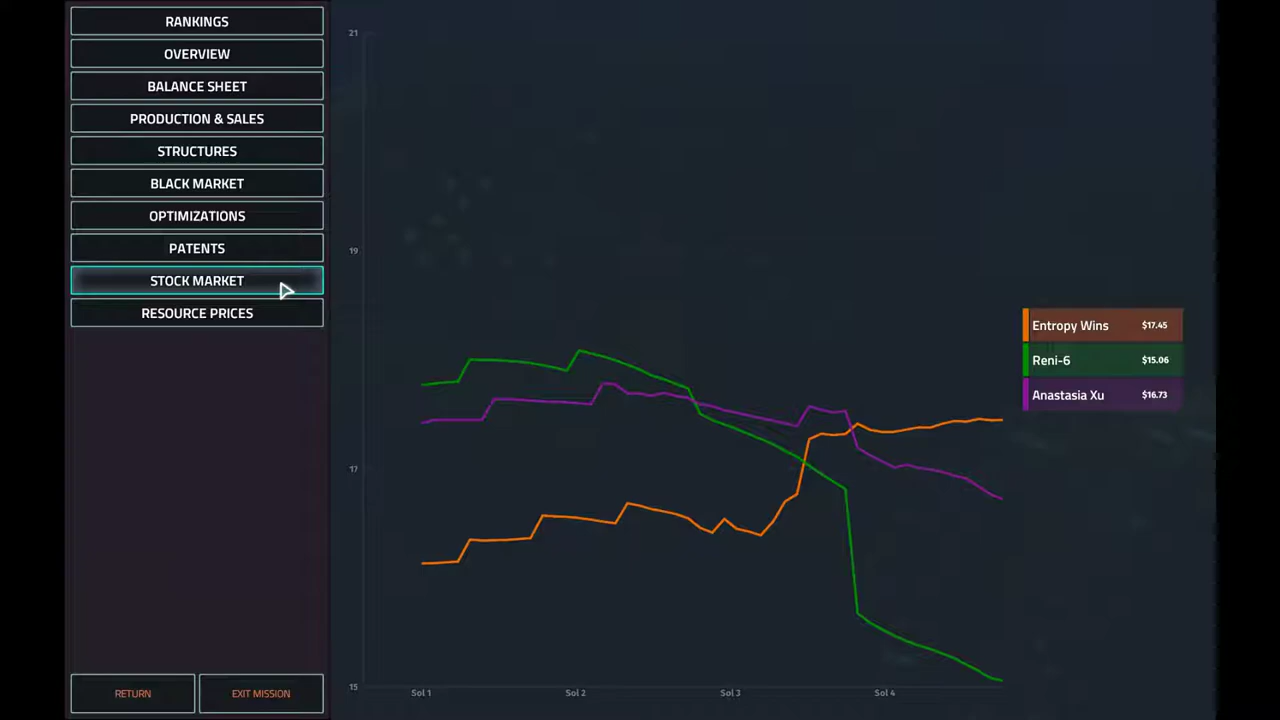 RANKINGS
OVERVIEW
BALANCE SHEET
PRODUCTION & SALES
STRUCTURES
BLACK MARKET
OPTIMIZATIONS
PATENTS
STOCK MARKET
RESOURCE PRICES
RETURN
EXIT MISSION
21
19
17
15
Sol 1
Sol 2
Sol 3
Sol 4
Entropy Wins $17.45
Reni-6 $15.06
Anastasia Xu $16.73